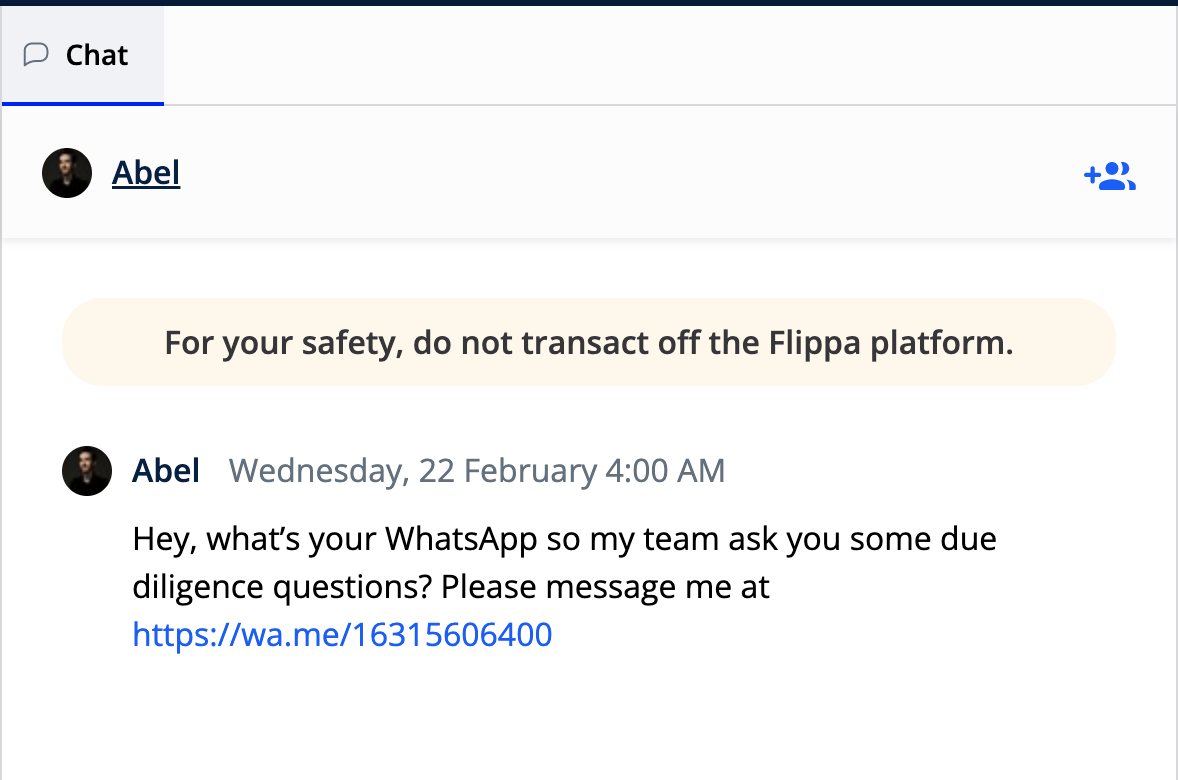 Chat
Abel
For your safety, do not transact off the Flippa platform.
Abel Wednesday, 22 February 4:00 AM
Hey, what’s your WhatsApp so my team ask you some due
diligence questions? Please message me at
https://wa.me/16315606400